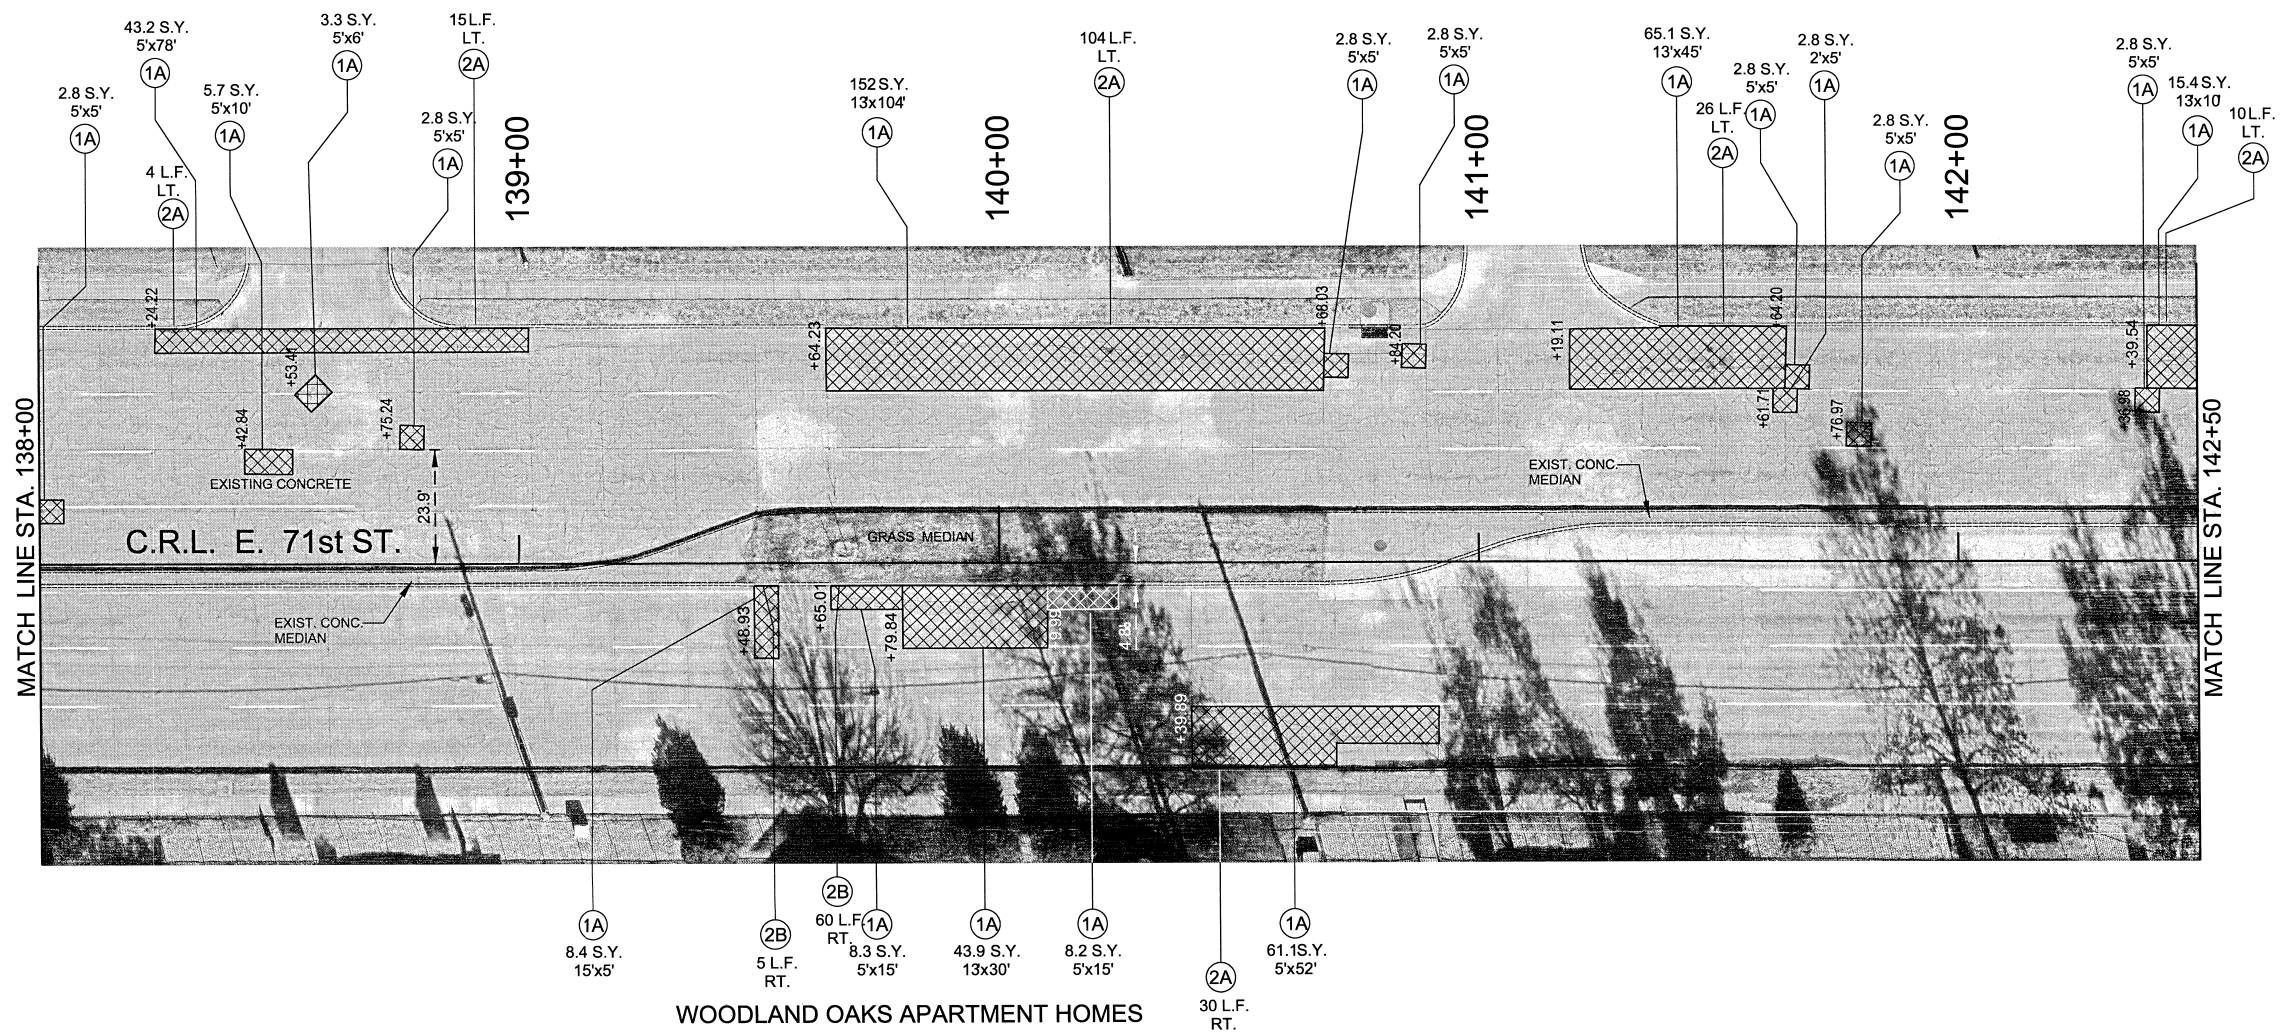 43.2 S.Y.
5'x78'
1A
3.3 S.Y.
5'x6'
1A
15 L.F.
LT.
2A
2.8 S.Y.
5'x5'
1A
5.7 S.Y.
5'x10'
1A
4 L.F.
LT.
2A
2.8 S.Y.
5'x5'
1A
139+00
152 S.Y.
13x104'
1A
140+00
104 L.F.
LT.
2A
2.8 S.Y.
5'x5'
1A
2.8 S.Y.
5'x5'
1A
141+00
65.1 S.Y.
13'x45'
1A
26 L.F.
LT.
2A
2.8 S.Y.
5'x5'
1A
2.8 S.Y.
2'x5'
1A
2.8 S.Y.
5'x5'
1A
142+00
2.8 S.Y.
5'x5'
1A
15.4 S.Y.
13x10'
1A
10 L.F.
LT.
2A
+24.22
+53.41
+42.84
+75.24
+64.23
+68.03
+84.20
+19.11
+64.20
+61.71
+76.97
+39.54
+36.98
MATCH LINE STA. 138+00
EXISTING CONCRETE
23.9'
C.R.L. E. 71st ST.
GRASS MEDIAN
EXIST. CONC.
MEDIAN
MATCH LINE STA. 142+50
EXIST. CONC.
MEDIAN
+48.93
+65.01
+79.84
9.99
4.8'
39.89
1A
8.4 S.Y.
15'x5'
2B
5 L.F.
RT.
2B
60 L.F.
RT.
1A
8.3 S.Y.
5'x15'
1A
43.9 S.Y.
13x30'
1A
8.2 S.Y.
5'x15'
2A
30 L.F.
RT.
1A
61.1S.Y.
5'x52'
WOODLAND OAKS APARTMENT HOMES